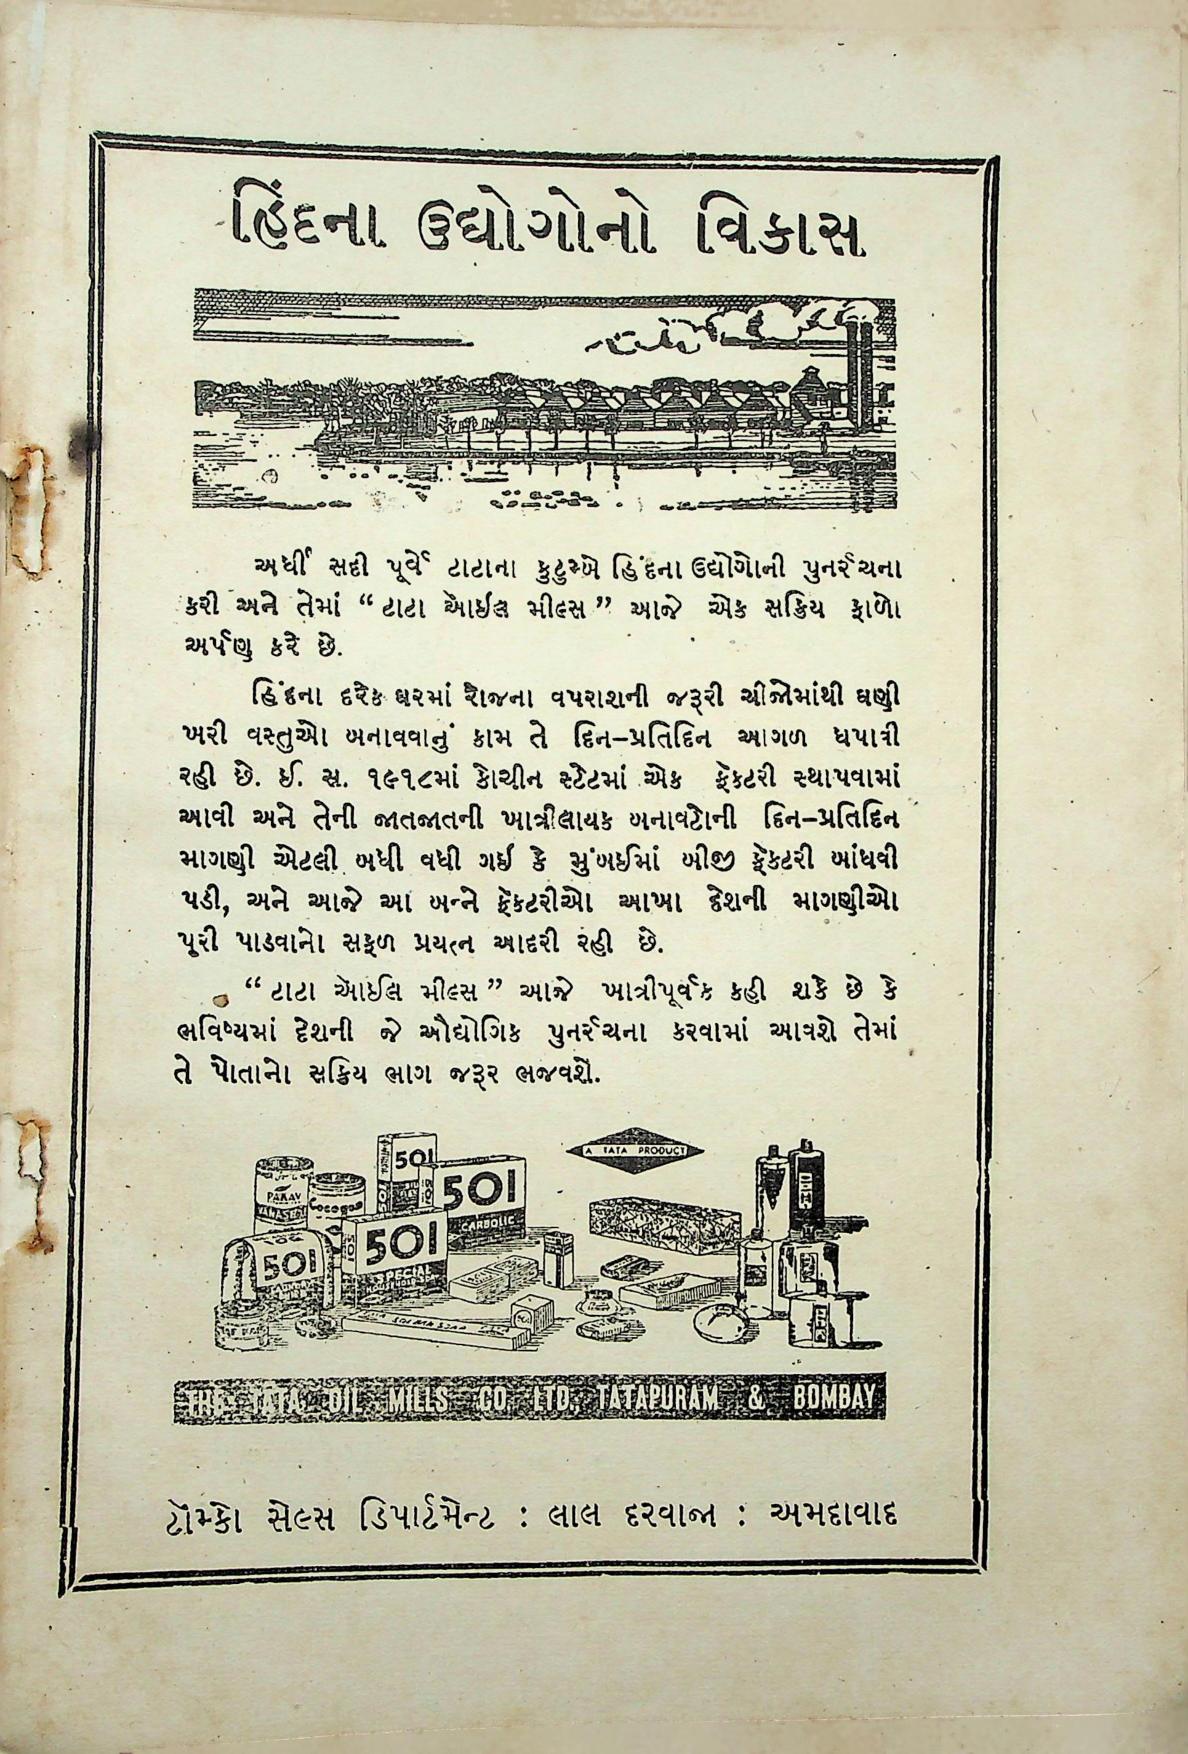 હિંદના ઉદ્યોગોનો વિકાસ
અર્ધી સદી પૂર્વે ટાટાના કુટુમ્બે હિંદના ઉદ્યોગોની પુનર્રચના
કરી અને તેમાં “ટાટા ઑઈલ મીલ્સ” આજે એક સક્રિય ફાળો
અર્પણ કરે છે.
હિંદના દરેક ઘરમાં રોજના વપરાશની જરૂરી ચીજોમાંથી ઘણી
ખરી વસ્તુઓ બનાવવાનું કામ તે દિન-પ્રતિદિન આગળ ધપાવી
રહી છે. ઈ. સ. ૧૯૧૮માં કોચીન સ્ટેટમાં એક ફૅક્ટરી સ્થાપવામાં
આવી અને તેની જાતજાતની ખાત્રીલાયક બનાવટોની દિન-પ્રતિદિન
માગણી એટલી બધી વધી ગઈ કે મુંબઈમાં બીજી ફૅક્ટરી બાંધવી
પડી, અને આજે આ બન્ને ફૅક્ટરીઓ આખા દેશની માગણીઓ
પૂરી પાડવાનો સફળ પ્રયત્ન આદરી રહી છે.
“ટાટા ઑઈલ મીલ્સ” આજે ખાત્રીપૂર્વક કહી શકે છે કે
ભવિષ્યમાં દેશની જે ઔદ્યોગિક પુનર્રચના કરવામાં આવશે તેમાં
તે પોતાનો સક્રિય ભાગ જરૂર ભજવશે.
A TATA PRODUCT
501
501
CARBOLIC
PAKAV
Cocogem
501
SPECIAL
501
THE TATA OIL MILLS CO LTD, TATAPURAM & BOMBAY
ટૉમ્કો સેલ્સ ડિપાર્ટમેન્ટ : લાલ દરવાજા : અમદાવાદ